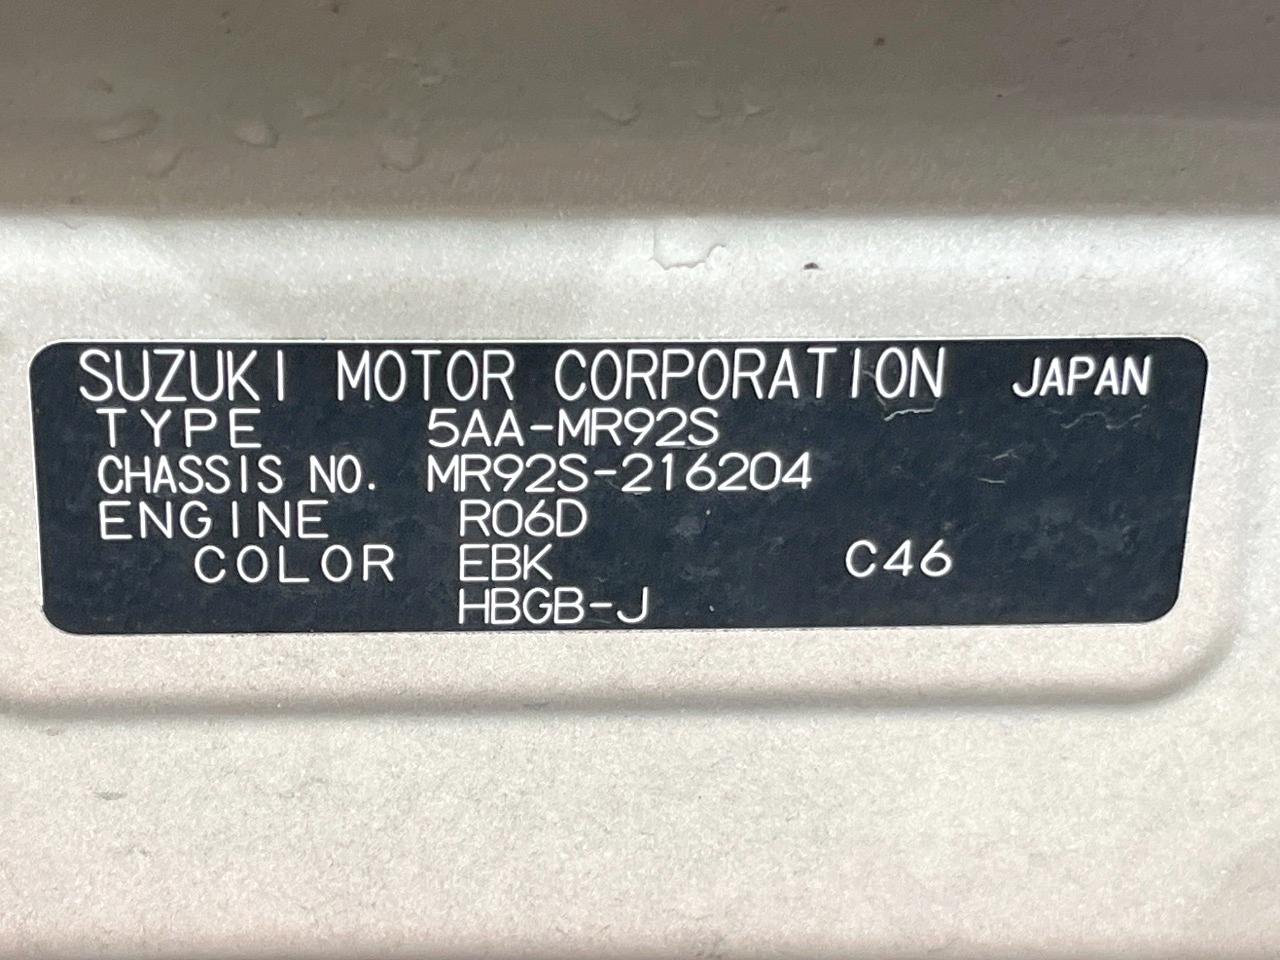 SUZUKI MOTOR CORPORATION JAPAN
TYPE 5AA-MR92S
CHASSIS NO. MR92S-216204
ENGINE R06D
COLOR EBK C46
HBGB-J